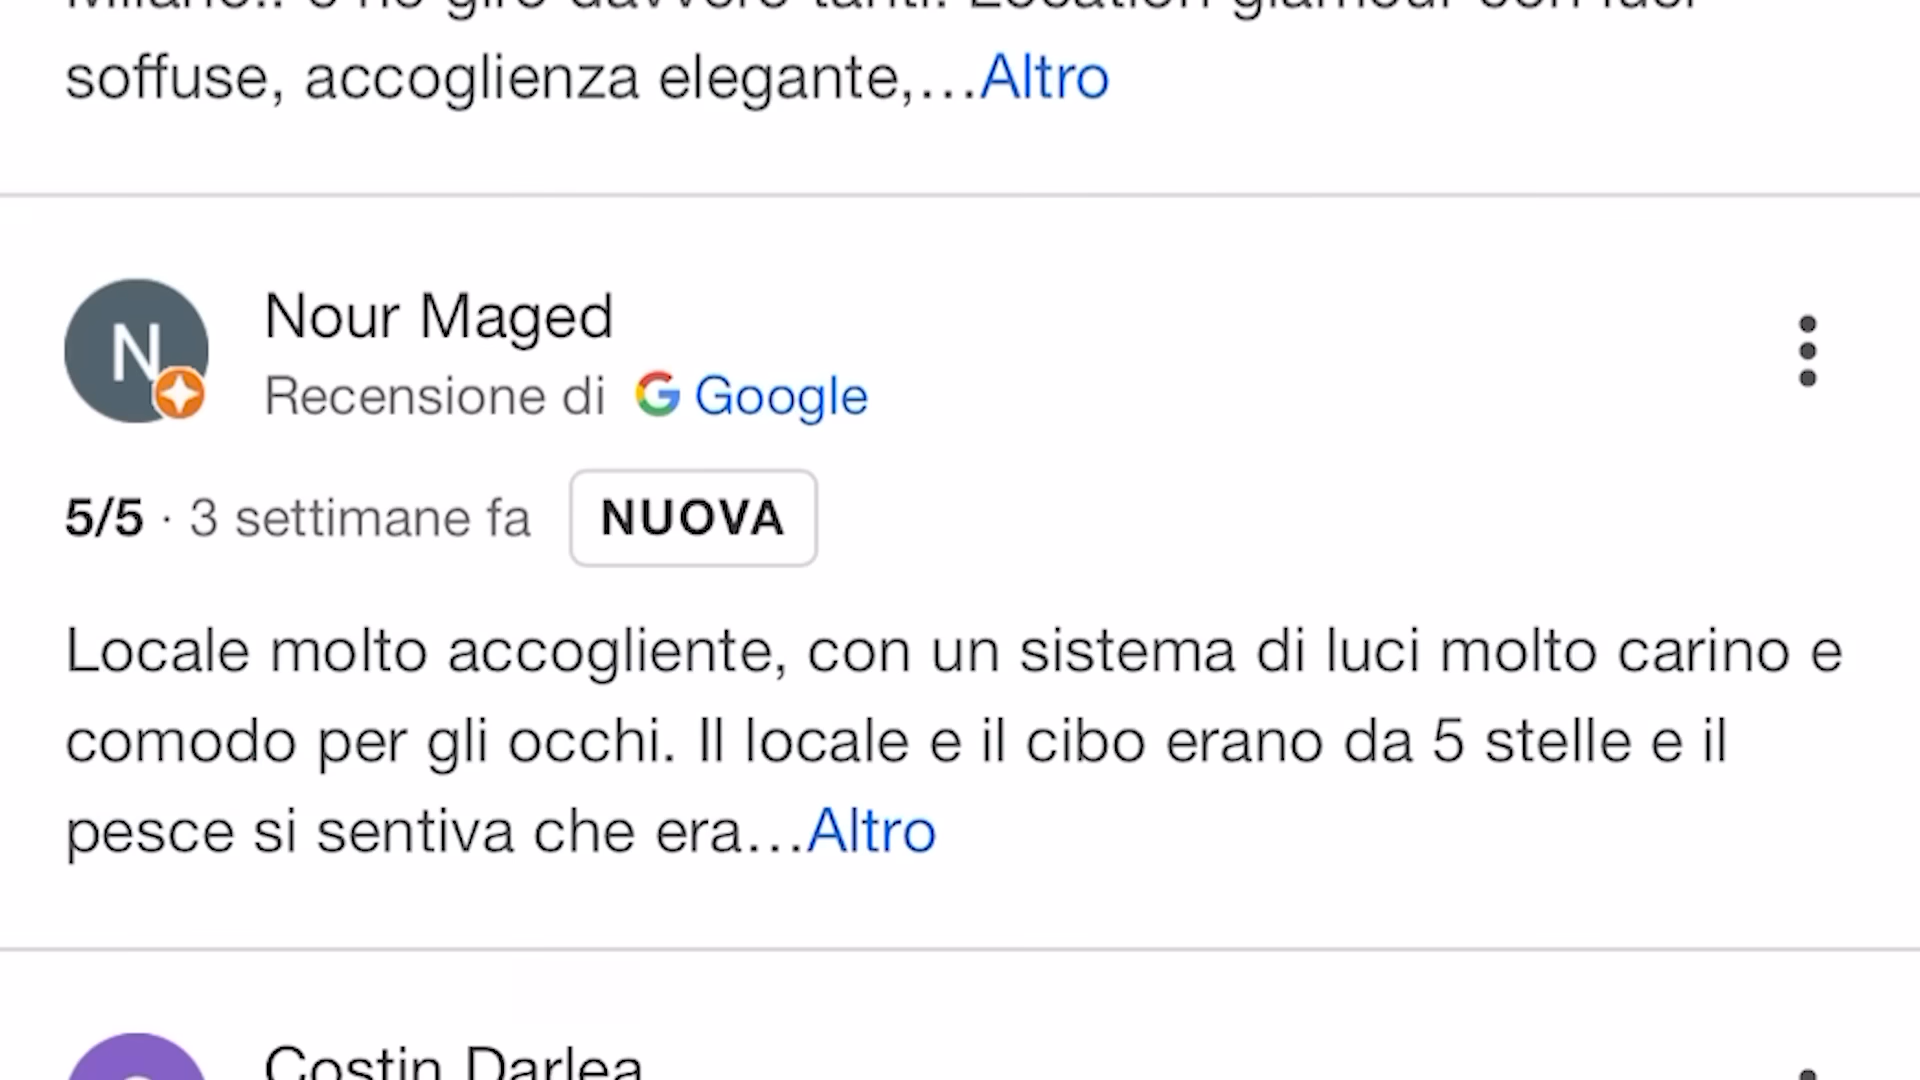 soffuse, accoglienza elegante,...Altro
N
Nour Maged
Recensione di Google
5/5 · 3 settimane fa NUOVA
Locale molto accogliente, con un sistema di luci molto carino e
comodo per gli occhi. Il locale e il cibo erano da 5 stelle e il
pesce si sentiva che era...Altro
Costin Darlea